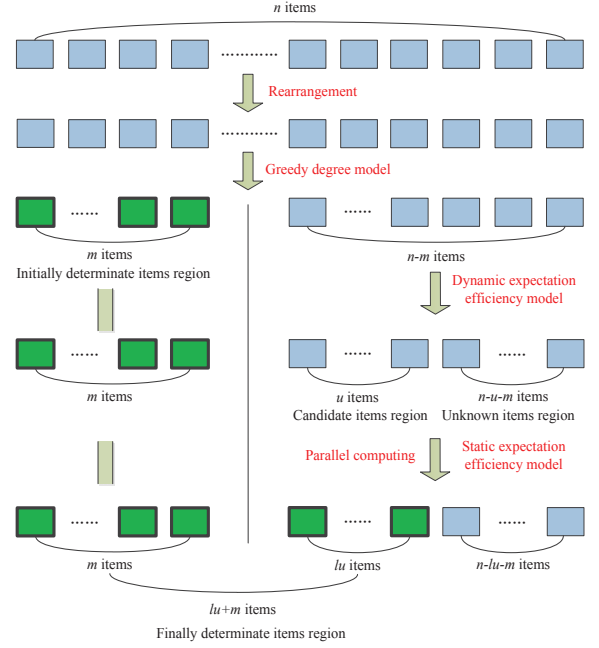 n items
Rearrangement
Greedy degree model
m items
n-m items
Initially determinate items region
Dynamic expectation
efficiency model
m items
u items
n-u-m items
Candidate items region
Unknown items region
Parallel computing
Static expectation
efficiency model
m items
lu items
n-lu-m items
lu+m items
Finally determinate items region